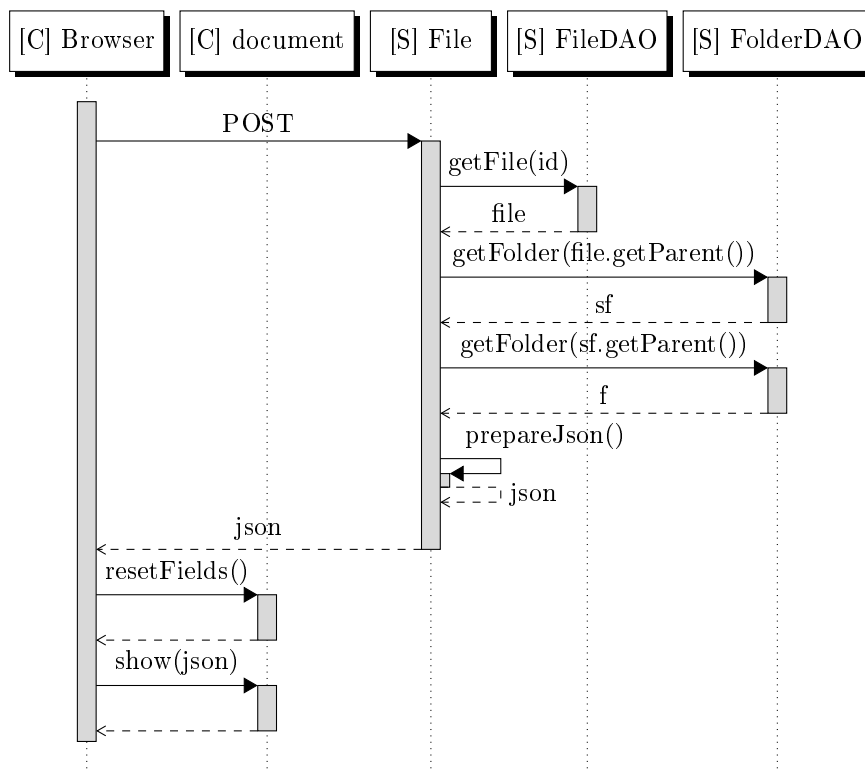 [C] Browser
[C] document
[S] File
[S] FileDAO
[S] FolderDAO
POST
getFile(id)
file
getFolder(file.getParent())
sf
getFolder(sf.getParent())
f
prepareJson()
json
json
resetFields()
show(json)